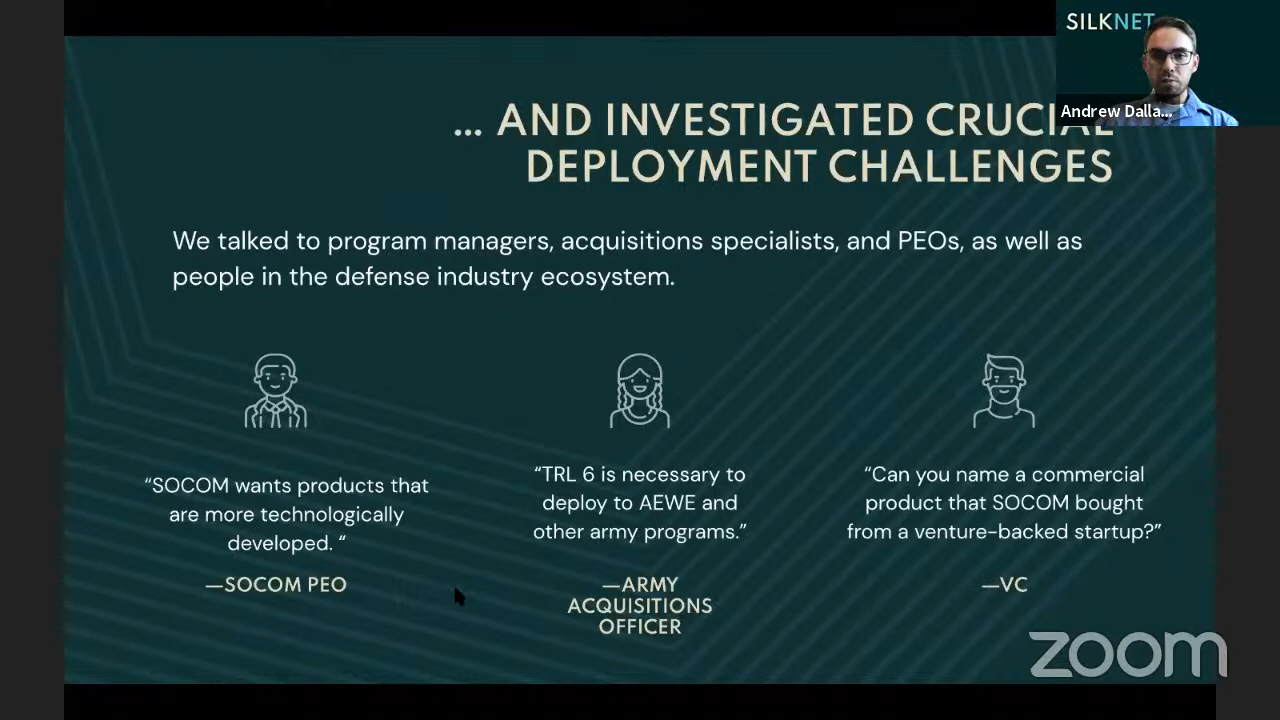 SILKNET
Andrew Dalla...
... AND INVESTIGATED CRUCIAL
DEPLOYMENT CHALLENGES
We talked to program managers, acquisitions specialists, and PEOs, as well as
people in the defense industry ecosystem.
“SOCOM wants products that
are more technologically
developed. “
—SOCOM PEO
“TRL 6 is necessary to
deploy to AEWE and
other army programs.”
—ARMY
ACQUISITIONS
OFFICER
“Can you name a commercial
product that SOCOM bought
from a venture-backed startup?”
—VC
zoom